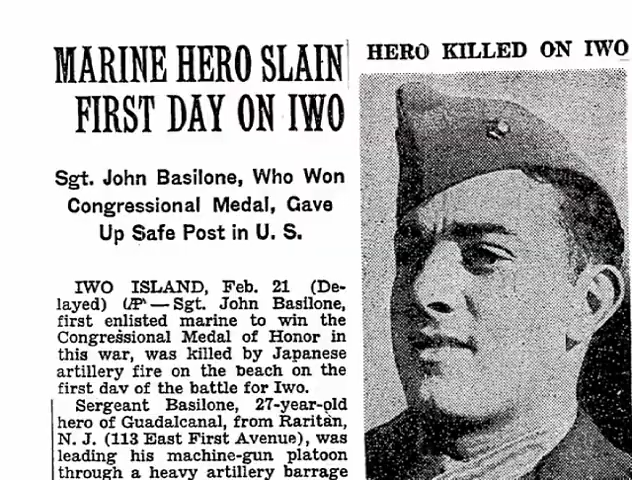 MARINE HERO SLAIN
FIRST DAY ON IWO
Sgt. John Basilone, Who Won
Congressional Medal, Gave
Up Safe Post in U. S.
IWO ISLAND, Feb. 21 (De-
layed) (AP) — Sgt. John Basilone,
first enlisted marine to win the
Congressional Medal of Honor in
this war, was killed by Japanese
artillery fire on the beach on the
first day of the battle for Iwo.
Sergeant Basilone, 27-year-old
hero of Guadalcanal, from Raritan,
N. J. (113 East First Avenue), was
leading his machine-gun platoon
through a heavy artillery barrage
HERO KILLED ON IWO